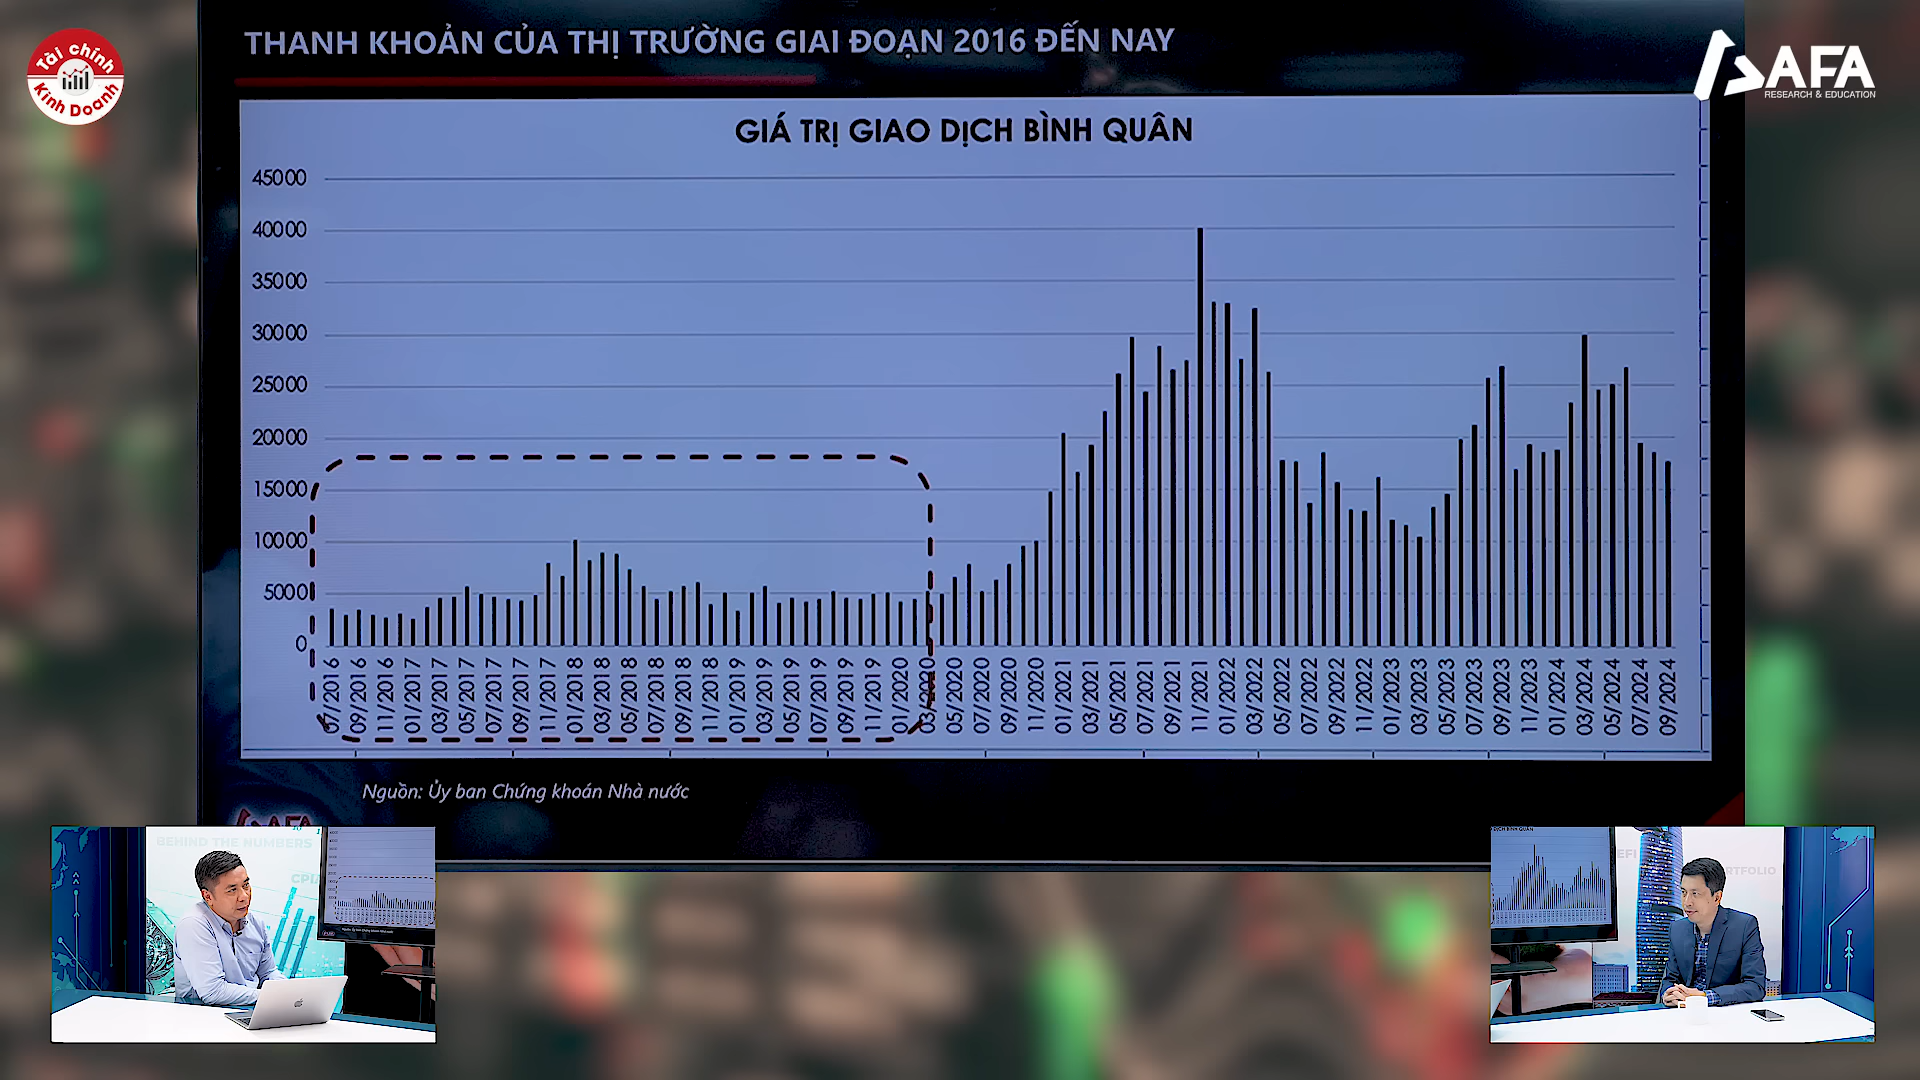 Tài chính
Kinh Doanh
THANH KHOẢN CỦA THỊ TRƯỜNG GIAI ĐOẠN 2016 ĐẾN NAY
AFA
RESEARCH & EDUCATION
GIÁ TRỊ GIAO DỊCH BÌNH QUÂN
45000
40000
35000
30000
25000
20000
15000
10000
5000
0
07/2016 09/2016 11/2016 01/2017 03/2017 05/2017 07/2017 09/2017 11/2017 01/2018 03/2018 05/2018 07/2018 09/2018 11/2018 01/2019 03/2019 05/2019 07/2019 09/2019 11/2019 01/2020 03/2020 05/2020 07/2020 09/2020 11/2020 01/2021 03/2021 05/2021 07/2021 09/2021 11/2021 01/2022 03/2022 05/2022 07/2022 09/2022 11/2022 01/2023 03/2023 05/2023 07/2023 09/2023 11/2023 01/2024 03/2024 05/2024 07/2024 09/2024
Nguồn: Ủy ban Chứng khoán Nhà nước
AFA
BEHIND THE NUMBERS
CPI